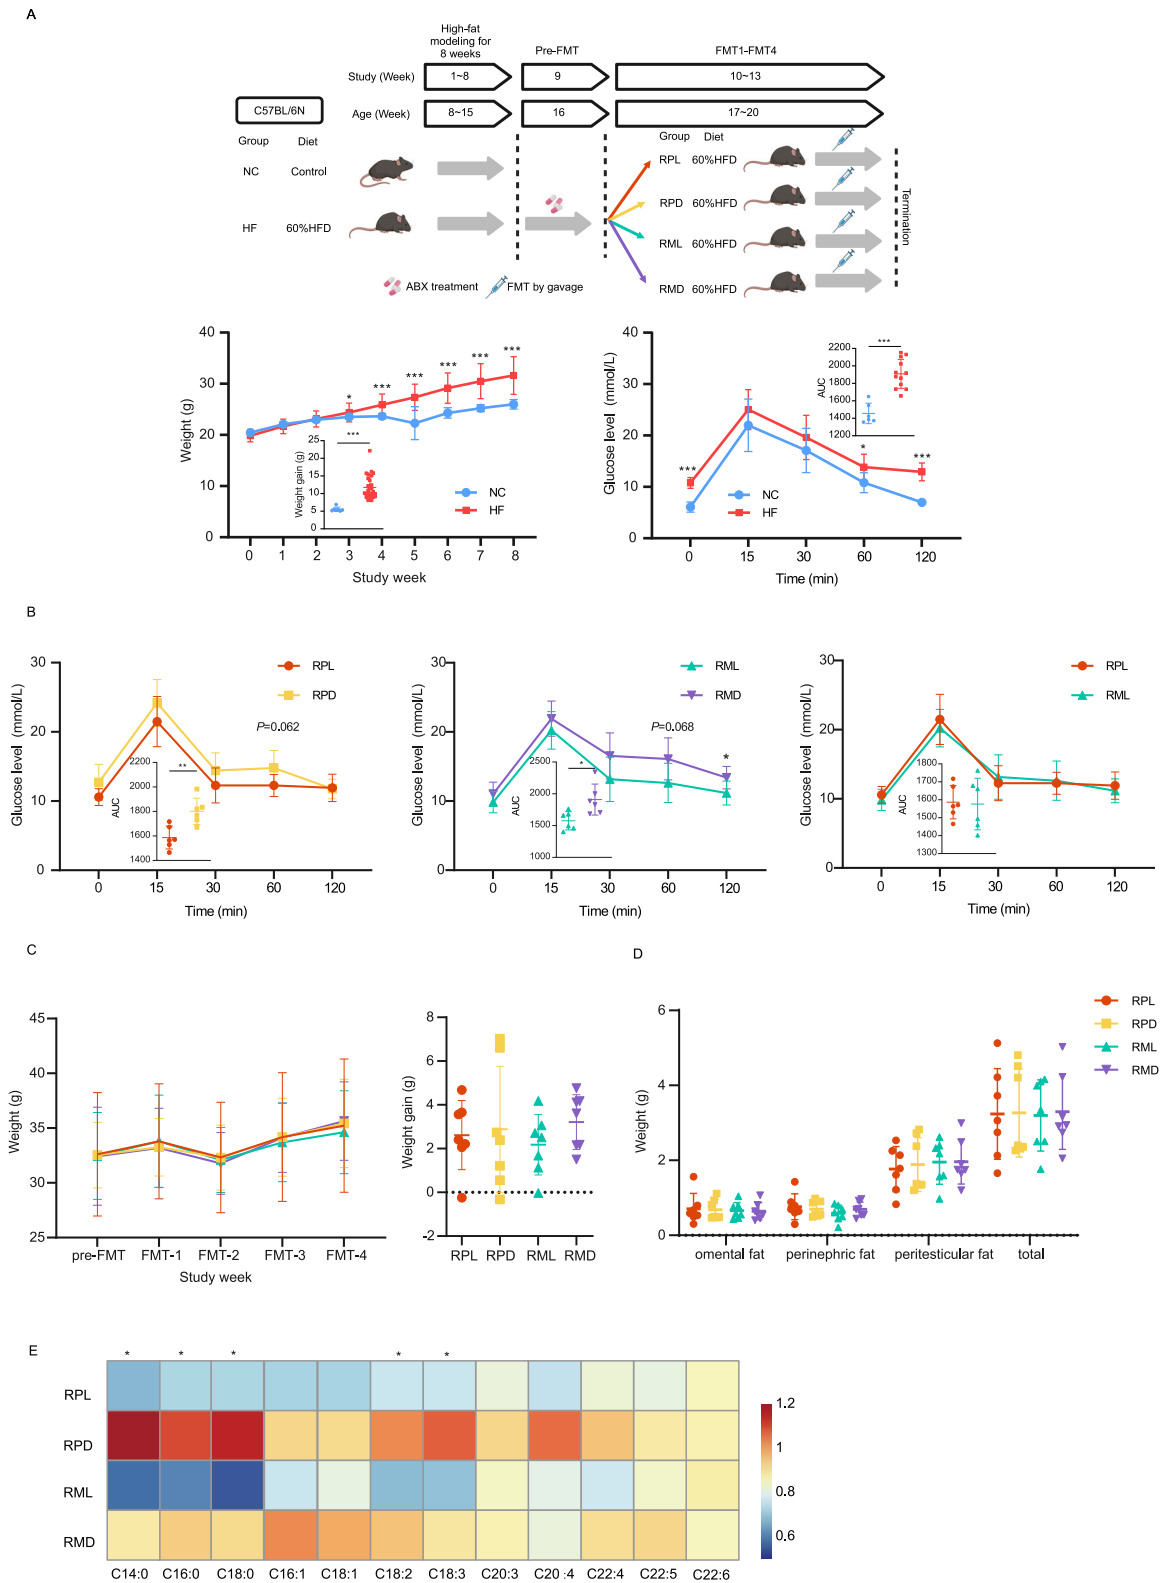 A
High-fat
modeling for
8 weeks
Pre-FMT
FMT1-FMT4
Study (Week)
1~8
9
10~13
C57BL/6N
Age (Week)
8~15
16
17~20
Group Diet
Group Diet
NC Control
HF 60%HFD
RPL 60%HFD
RPD 60%HFD
RML 60%HFD
RMD 60%HFD
Termination
ABX treatment
FMT by gavage
Weight (g)
40
30
20
10
0
* *** *** *** *** ***
Weight gain (g)
25
20
15
10
5
0
***
NC
HF
0 1 2 3 4 5 6 7 8
Study week
Glucose level (mmol/L)
40
30
20
10
0
*** * ***
AUC
2200
2000
1800
1600
1400
1200
***
NC
HF
0 15 30 60 120
Time (min)
B
Glucose level (mmol/L)
30
20
10
0
RPL
RPD
P=0.062
AUC
2000
1800
1600
1400
**
0 15 30 60 120
Time (min)
Glucose level (mmol/L)
30
20
10
0
RML
RMD
P=0.068
*
AUC
2500
2000
1500
1000
*
0 15 30 60 120
Time (min)
Glucose level (mmol/L)
30
20
10
0
RPL
RML
AUC
1800
1700
1600
1500
1400
1300
0 15 30 60 120
Time (min)
C
Weight (g)
45
40
35
30
25
pre-FMT FMT-1 FMT-2 FMT-3 FMT-4
Study week
Weight gain (g)
8
6
4
2
0
-2
RPL RPD RML RMD
D
Weight (g)
6
4
2
0
RPL
RPD
RML
RMD
omental fat perinephric fat peritesticular fat total
E
* * * * *
RPL
RPD
RML
RMD
C14:0 C16:0 C18:0 C16:1 C18:1 C18:2 C18:3 C20:3 C20 :4 C22:4 C22:5 C22:6
1.2
1
0.8
0.6